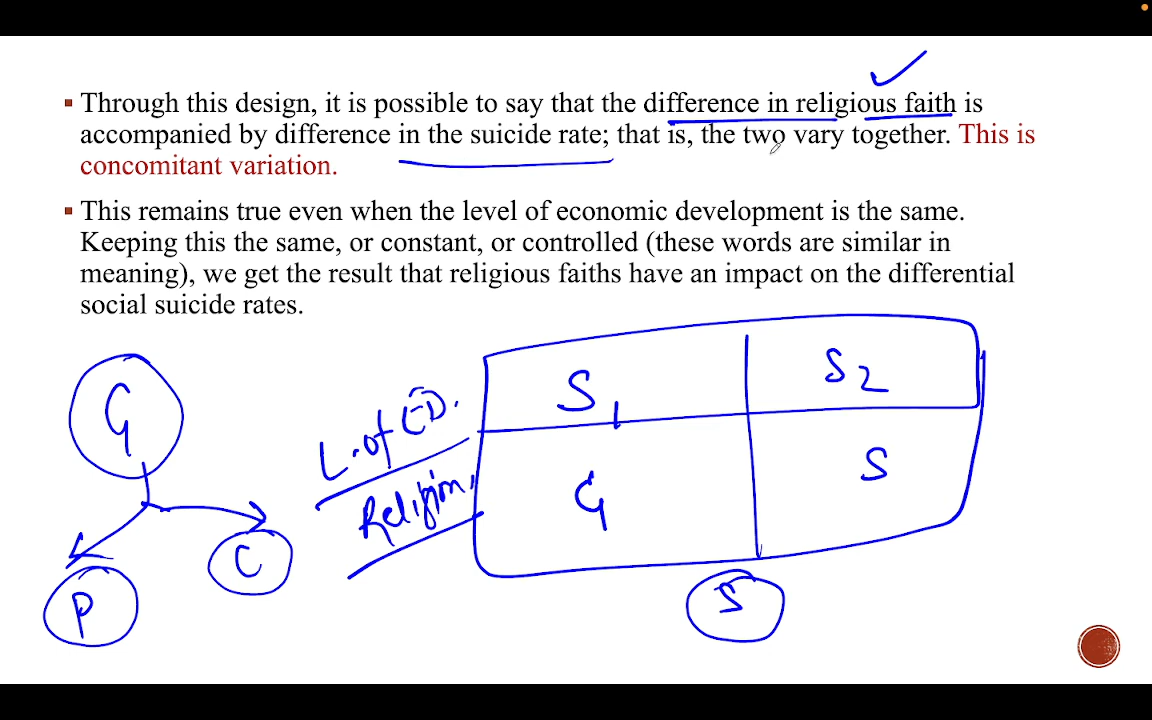 Through this design, it is possible to say that the difference in religious faith is
accompanied by difference in the suicide rate; that is, the two vary together. This is
concomitant variation.
This remains true even when the level of economic development is the same.
Keeping this the same, or constant, or controlled (these words are similar in
meaning), we get the result that religious faiths have an impact on the differential
social suicide rates.
S1 S2
G L. of ED.
Religion G S
C
P S